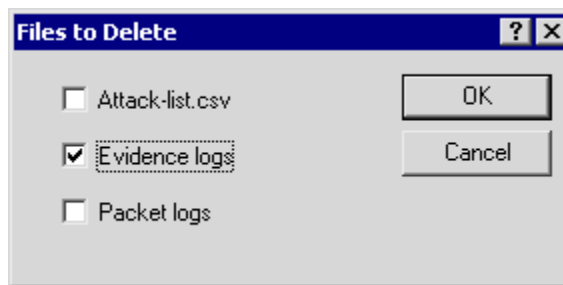 Files to Delete
Attack-list.csv
OK
Evidence logs
Cancel
Packet logs